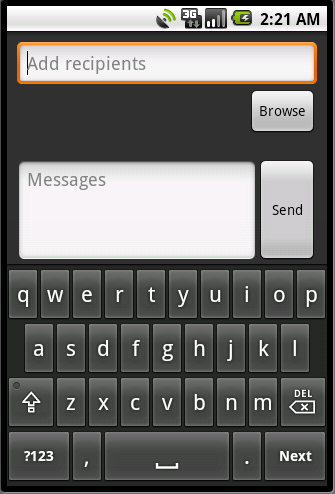 3G 2:21 AM
Add recipients
Browse
Messages
Send
q w e r t y u i o p
a s d f g h j k l
z x c v b n m DEL
?123 , . Next